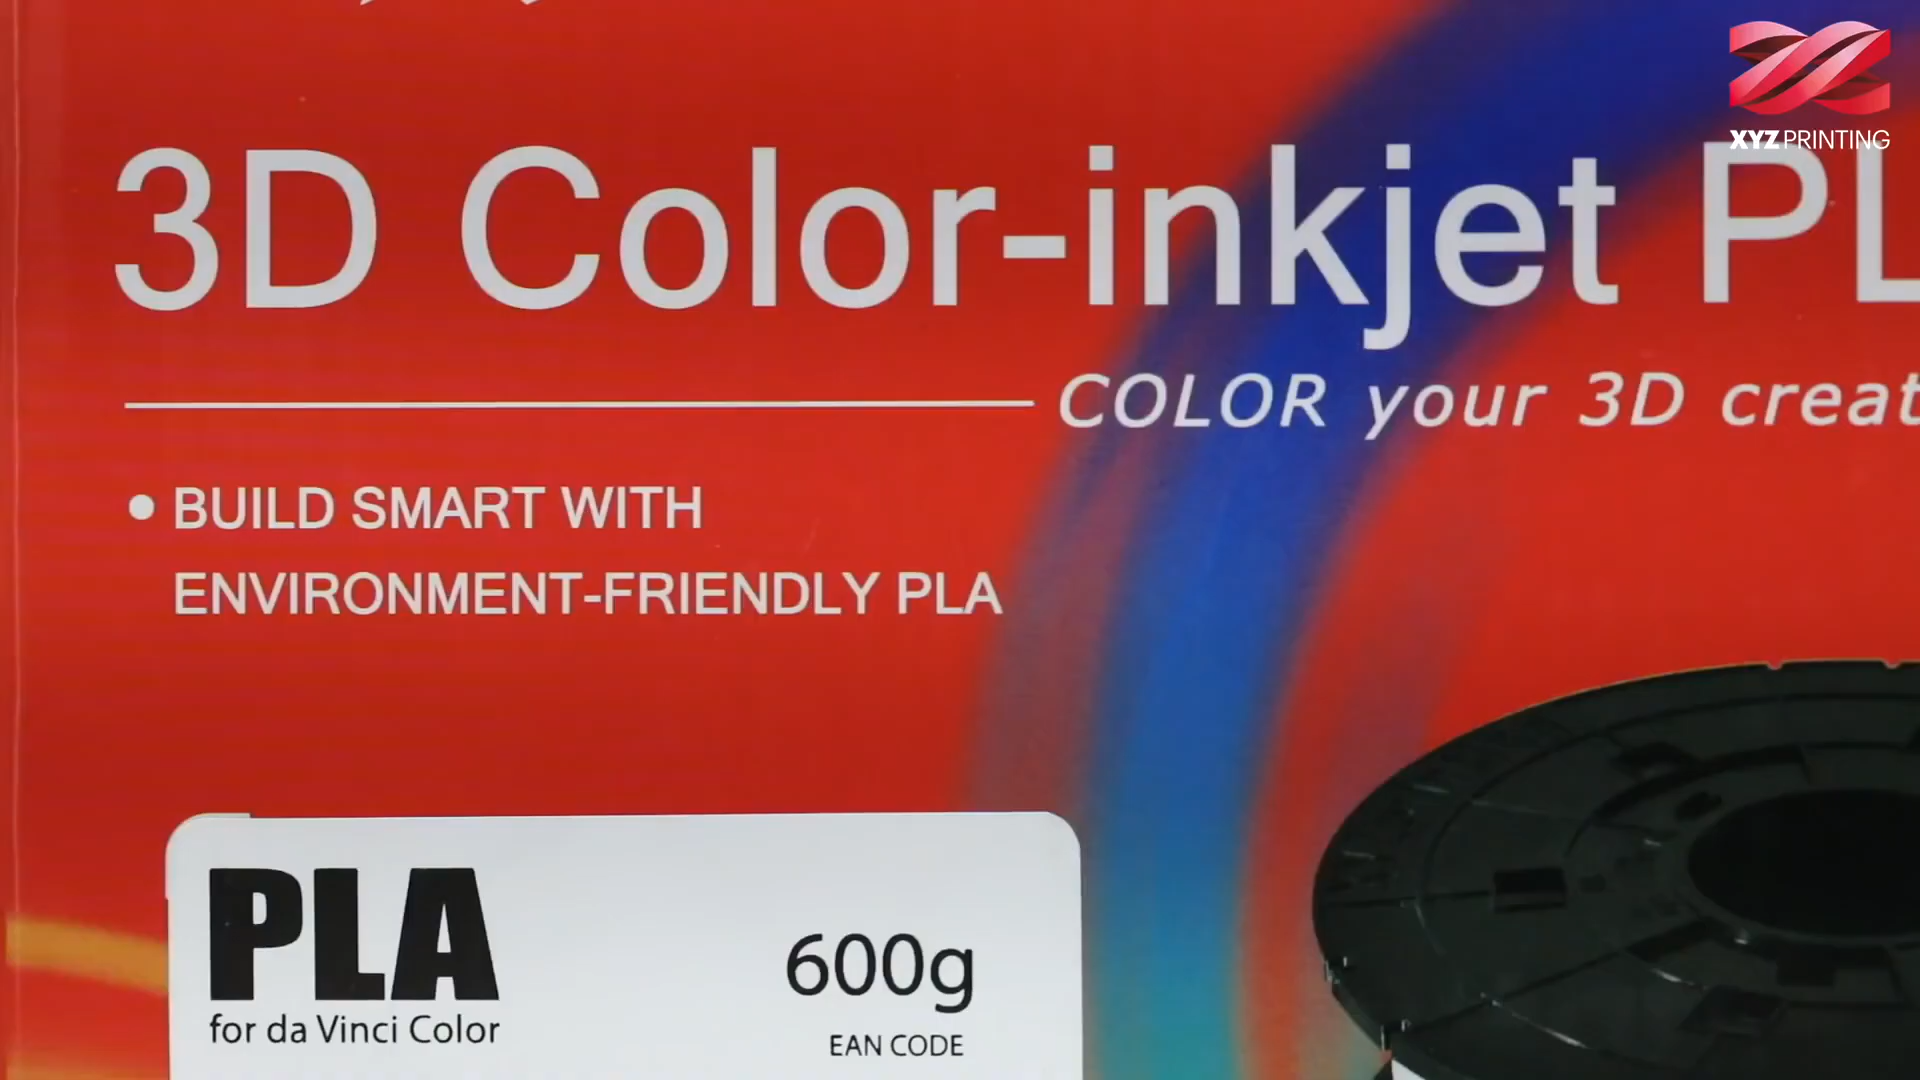 XYZPRINTING
3D Color-inkjet PL
COLOR your 3D creat
• BUILD SMART WITH
ENVIRONMENT-FRIENDLY PLA
PLA
600g
for da Vinci Color
EAN CODE